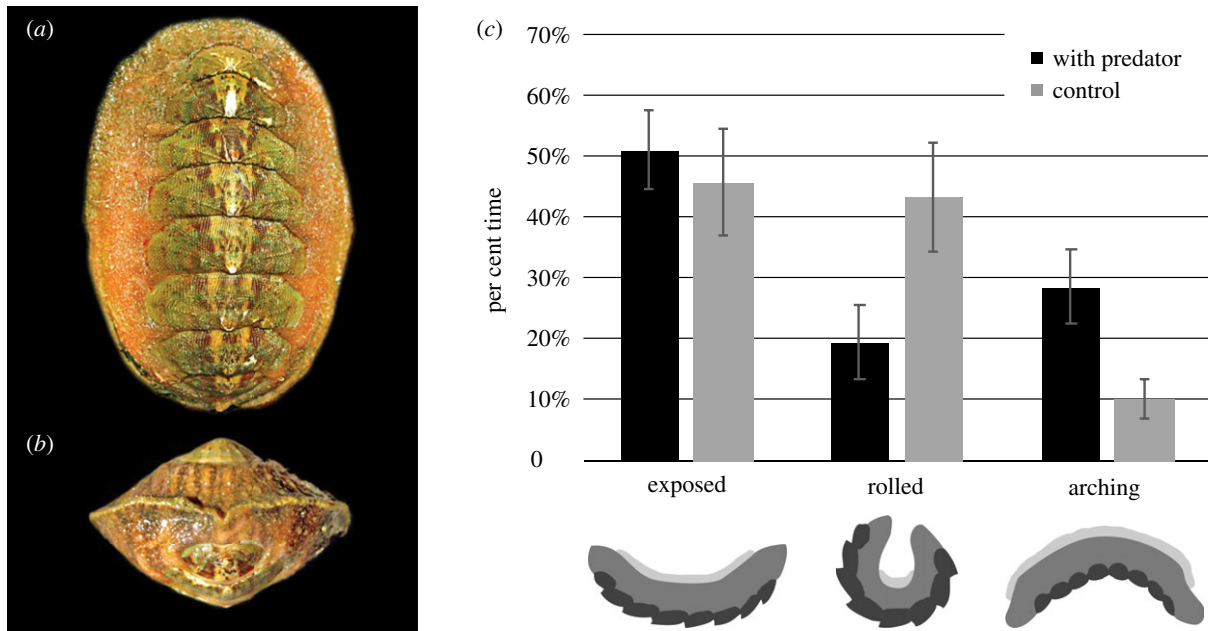 (a)
(b)
(c)
70%
60%
50%
40%
30%
20%
10%
0
per cent time
with predator
control
exposed
rolled
arching